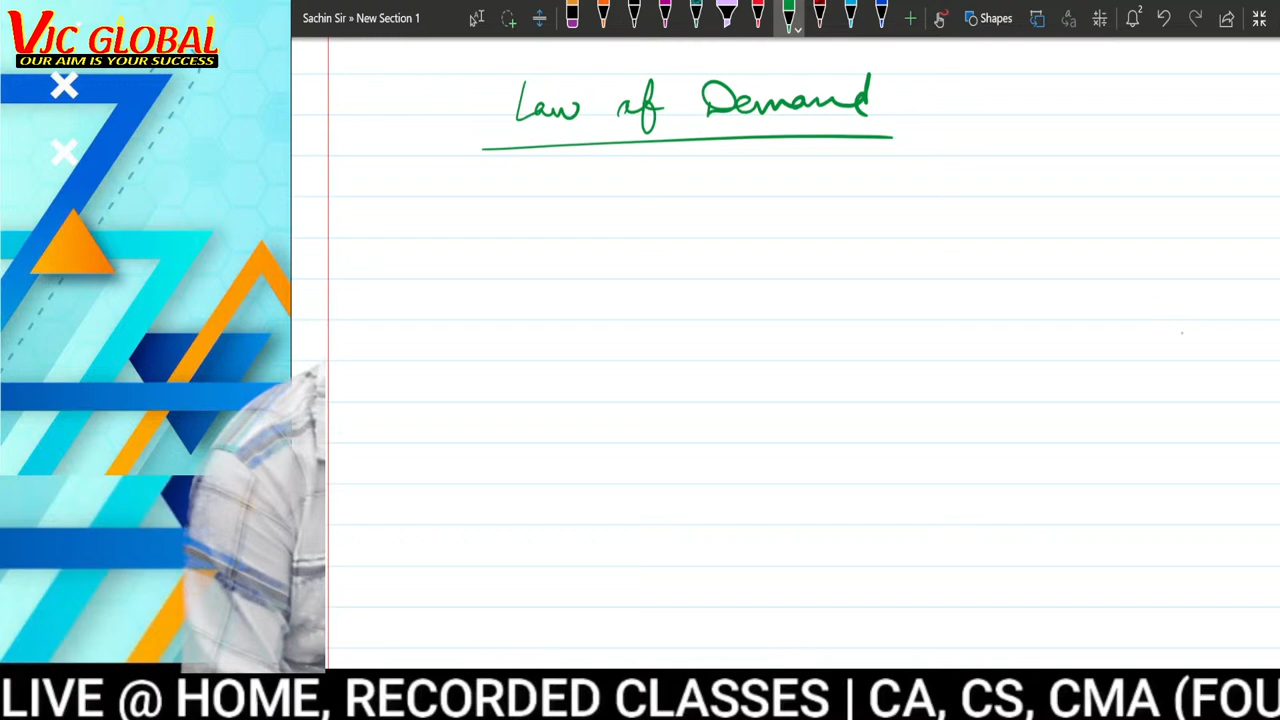 VJC GLOBAL
OUR AIM IS YOUR SUCCESS
Sachin Sir » New Section 1
Shapes
2
Law of Demand
LIVE @ HOME, RECORDED CLASSES | CA, CS, CMA (FOU